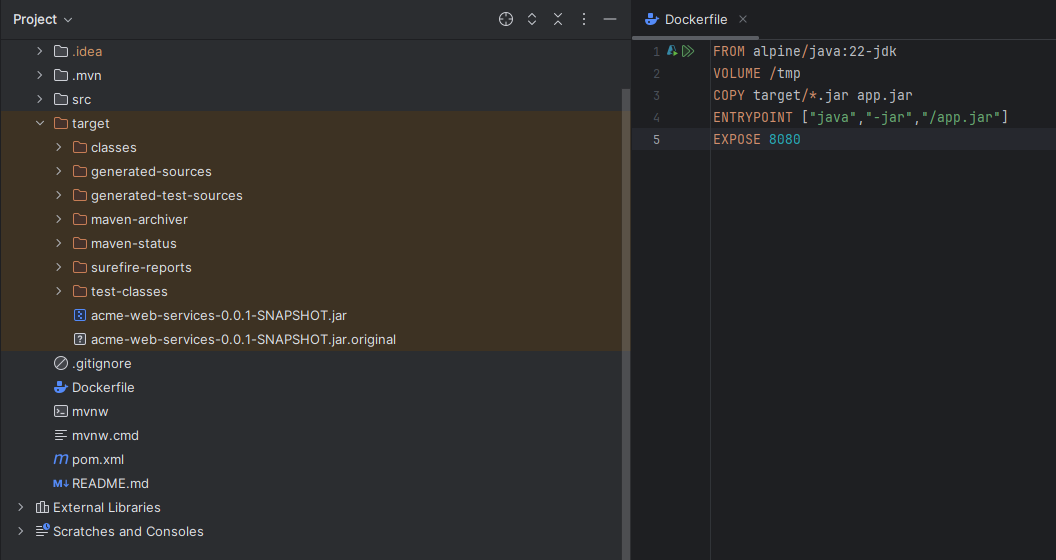 Project
.idea
.mvn
src
target
classes
generated-sources
generated-test-sources
maven-archiver
maven-status
surefire-reports
test-classes
acme-web-services-0.0.1-SNAPSHOT.jar
acme-web-services-0.0.1-SNAPSHOT.jar.original
.gitignore
Dockerfile
mvnw
mvnw.cmd
pom.xml
README.md
External Libraries
Scratches and Consoles
Dockerfile
1 FROM alpine/java:22-jdk
2 VOLUME /tmp
3 COPY target/*.jar app.jar
4 ENTRYPOINT ["java","-jar","/app.jar"]
5 EXPOSE 8080